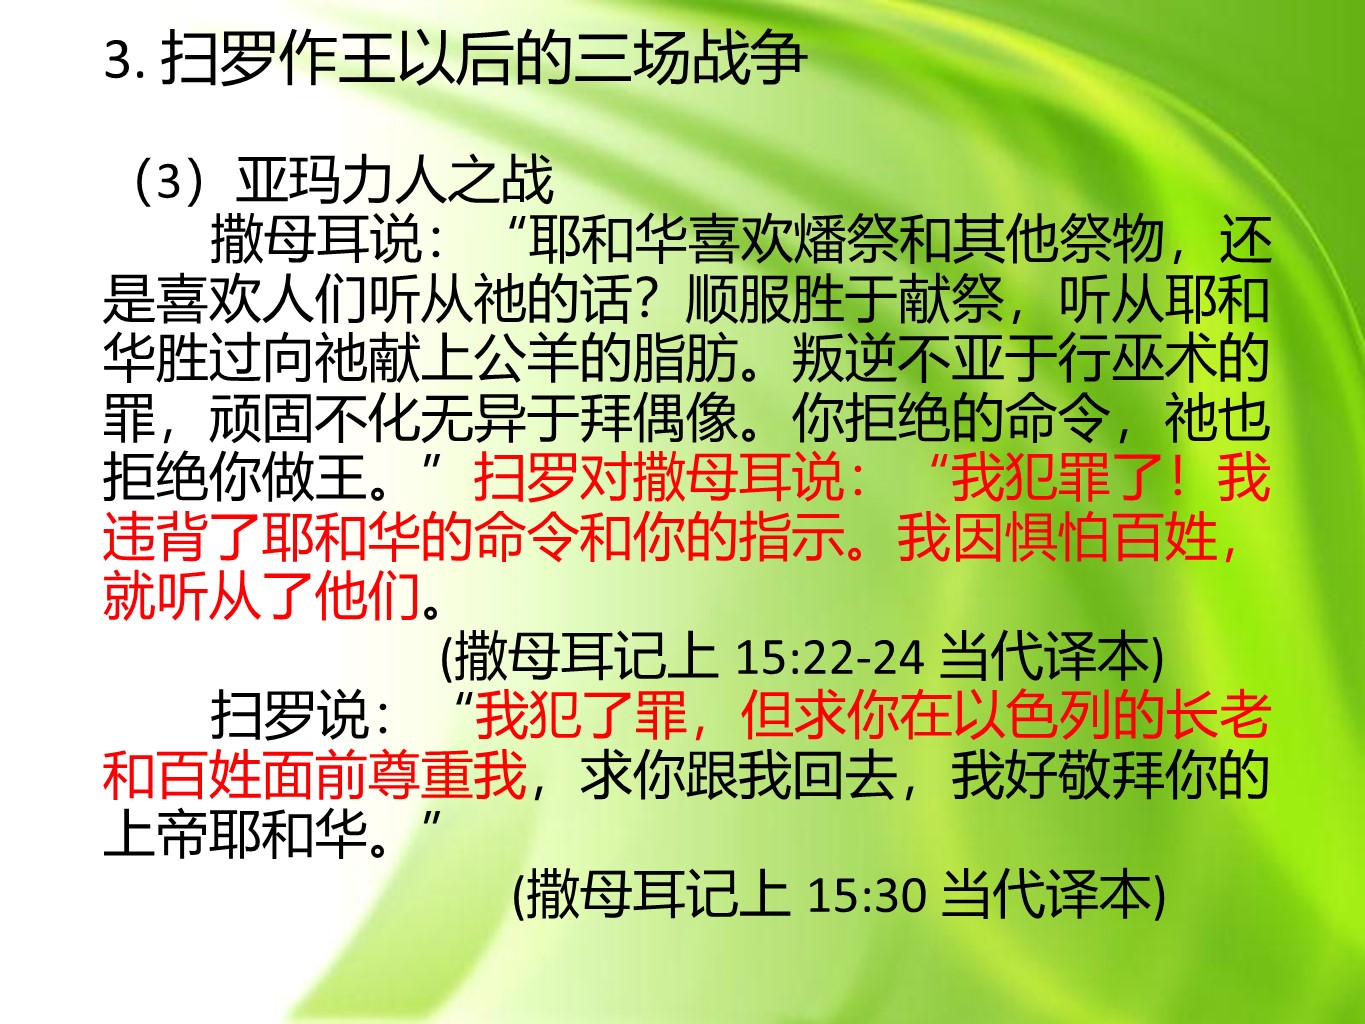 3. 扫罗作王以后的三场战争
（3）亚玛力人之战
撒母耳说：“耶和华喜欢燔祭和其他祭物，还
是喜欢人们听从祂的话？顺服胜于献祭，听从耶和
华胜过向祂献上公羊的脂肪。叛逆不亚于行巫术的
罪，顽固不化无异于拜偶像。你拒绝的命令，祂也
拒绝你做王。”扫罗对撒母耳说：“我犯罪了！我
违背了耶和华的命令和你的指示。我因惧怕百姓，
就听从了他们。
(撒母耳记上 15:22-24 当代译本)
扫罗说：“我犯了罪，但求你在以色列的长老
和百姓面前尊重我，求你跟我回去，我好敬拜你的
上帝耶和华。”
(撒母耳记上 15:30 当代译本)